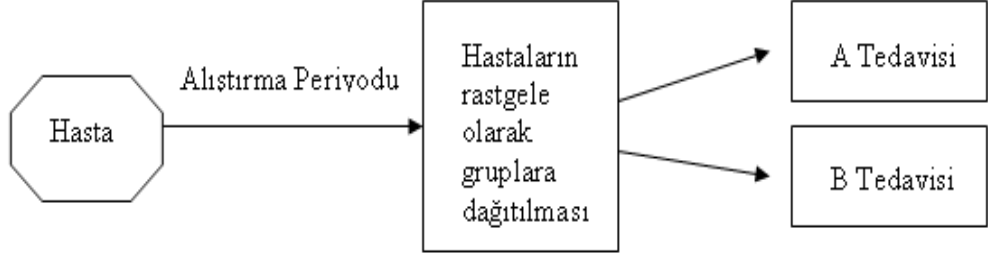 Hasta
Alıştırma Periyodu
Hastaların
rastgele
olarak
gruplara
dağıtılması
A Tedavisi
B Tedavisi